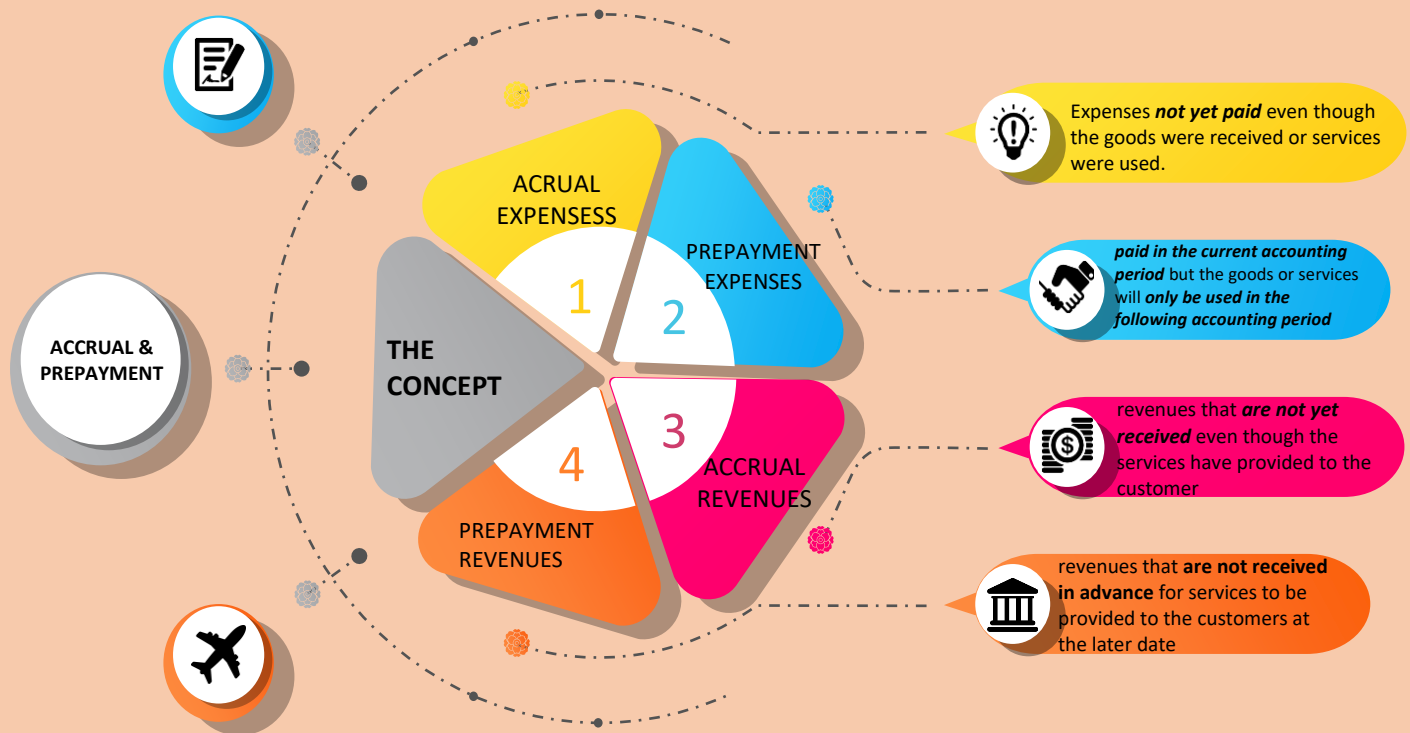 ACCRUAL &
PREPAYMENT
THE
CONCEPT
ACRUAL
EXPENSESS
1
PREPAYMENT
EXPENSES
2
3
ACCRUAL
REVENUES
4
PREPAYMENT
REVENUES
Expenses not yet paid even though
the goods were received or services
were used.
paid in the current accounting
period but the goods or services
will only be used in the
following accounting period
revenues that are not yet
received even though the
services have provided to the
customer
revenues that are not received
in advance for services to be
provided to the customers at
the later date